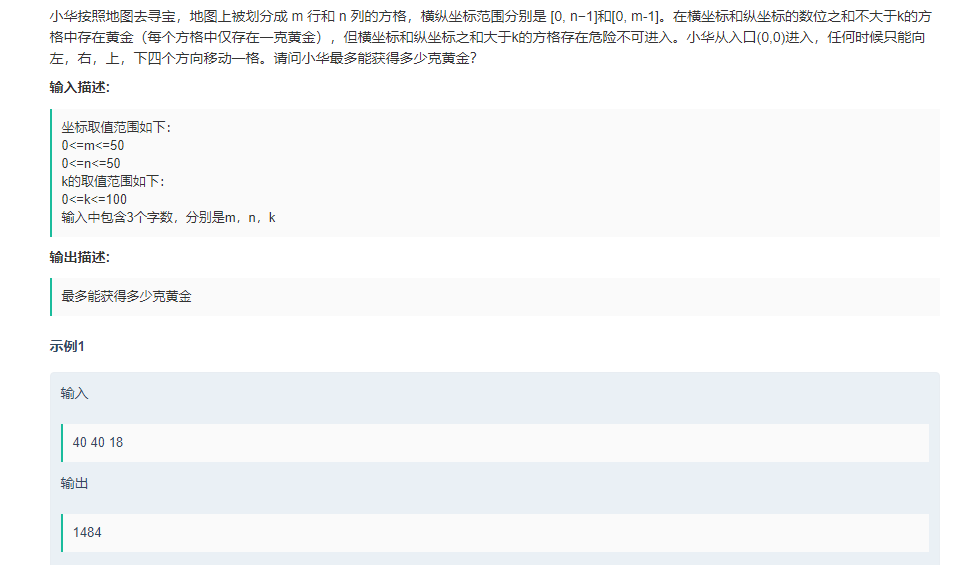 小华按照地图去寻宝，地图上被划分成 m 行和 n 列的方格，横纵坐标范围分别是 [0, n−1]和[0, m-1]。在横坐标和纵坐标的数位之和不大于k的方
格中存在黄金（每个方格中仅存在一克黄金），但横坐标和纵坐标之和大于k的方格存在危险不可进入。小华从入口(0,0)进入，任何时候只能向
左，右，上，下四个方向移动一格。请问小华最多能获得多少克黄金？
输入描述:
坐标取值范围如下：
0<=m<=50
0<=n<=50
k的取值范围如下：
0<=k<=100
输入中包含3个字数，分别是m，n，k
输出描述:
最多能获得多少克黄金
示例1
输入
40 40 18
输出
1484